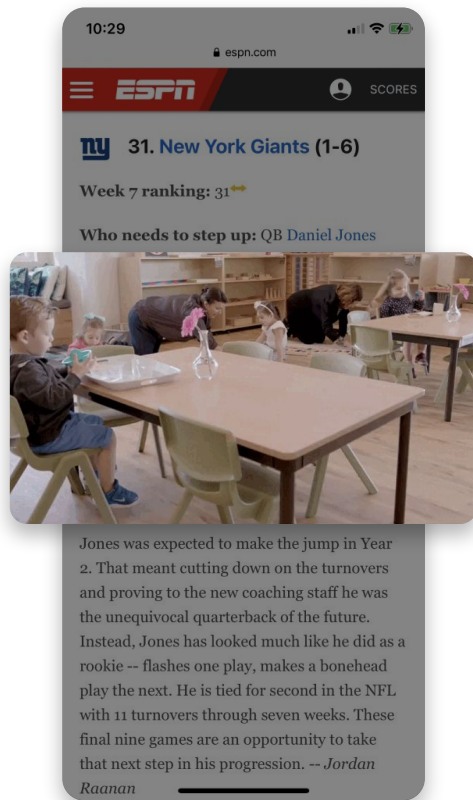 10:29
espn.com
ESPN
SCORES
ny
31. New York Giants (1-6)
Week 7 ranking: 31
Who needs to step up: QB Daniel Jones
Jones was expected to make the jump in Year
2. That meant cutting down on the turnovers
and proving to the new coaching staff he was
the unequivocal quarterback of the future.
Instead, Jones has looked much like he did as a
rookie -- flashes one play, makes a bonehead
play the next. He is tied for second in the NFL
with 11 turnovers through seven weeks. These
final nine games are an opportunity to take
that next step in his progression. -- Jordan
Raanan